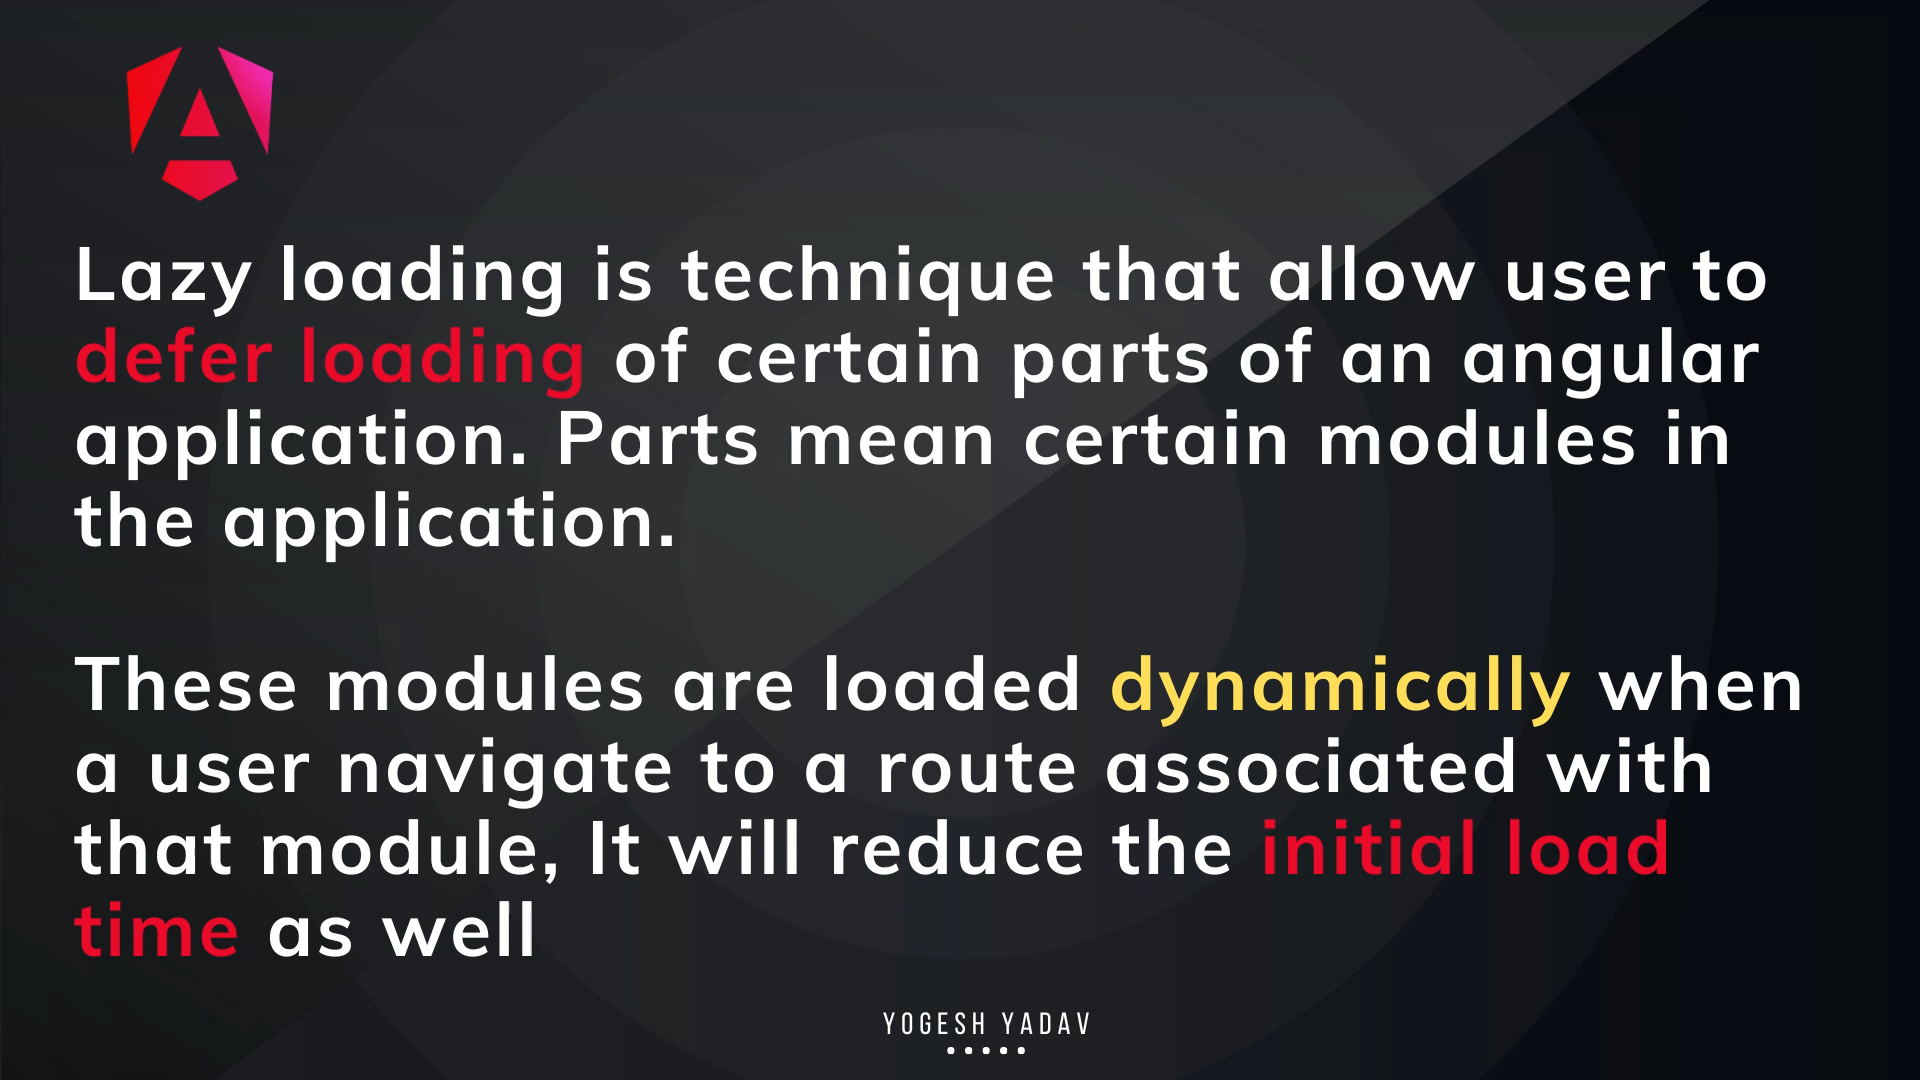 Lazy loading is technique that allow user to
defer loading of certain parts of an angular
application. Parts mean certain modules in
the application.
These modules are loaded dynamically when
a user navigate to a route associated with
that module, It will reduce the initial load
time as well
YOGESH YADAV